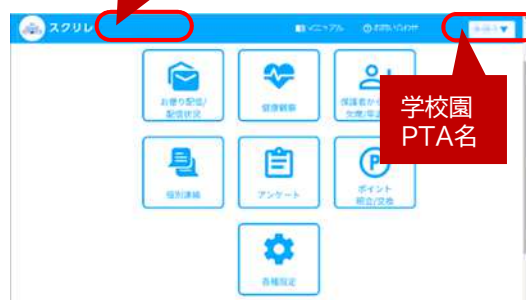 スクリレ
マニュアル お問い合わせ
お便り配信/
配信状況
健康観察
保護者から
欠席/
学校園
PTA名
個別連絡
アンケート
ポイント
照会/交換
各種設定